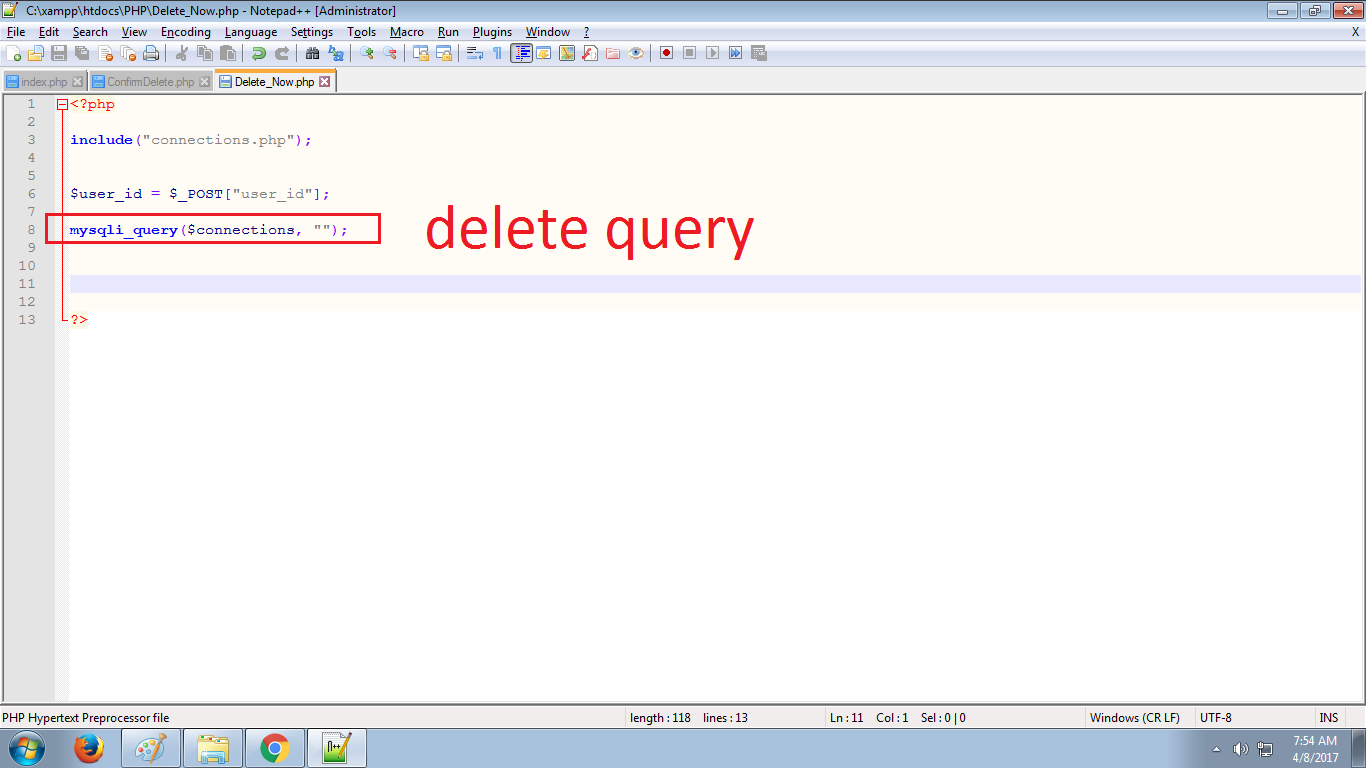 C:\xampp\htdocs\PHP\Delete_Now.php - Notepad++ [Administrator]
File Edit Search View Encoding Language Settings Tools Macro Run Plugins Window ? X
index.php ConfirmDelete.php Delete_Now.php
1 <?php
2
3 include("connections.php");
4
5
6 $user_id = $_POST["user_id"];
7
8 mysqli_query($connections, "");
delete query
9
10
11
12
13 ?>
PHP Hypertext Preprocessor file length : 118 lines : 13 Ln : 11 Col : 1 Sel : 0 | 0 Windows (CR LF) UTF-8 INS
7:54 AM
4/8/2017